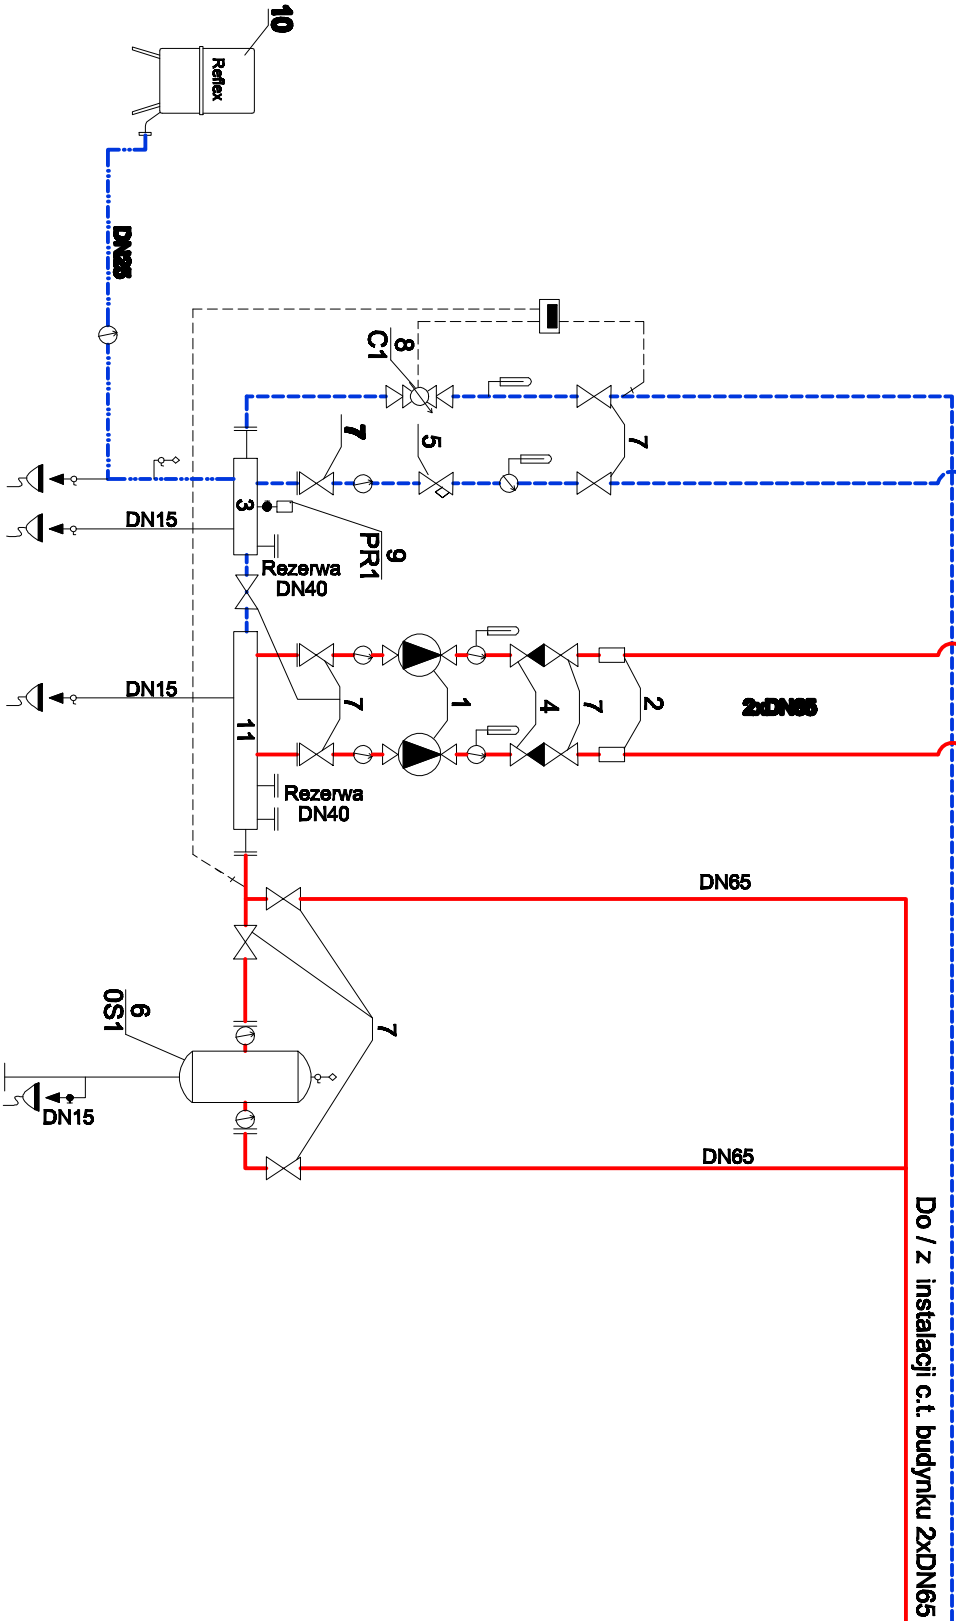 10
Reflex
DN25
8
C1
7
5
7
3
DN15
9
PR1
Rezerwa
DN40
DN15
7
1
4
7
2
2xDN65
11
Rezerwa
DN40
DN65
6
0S1
7
DN15
DN65
Do / z instalacji c.t. budynku 2xDN65